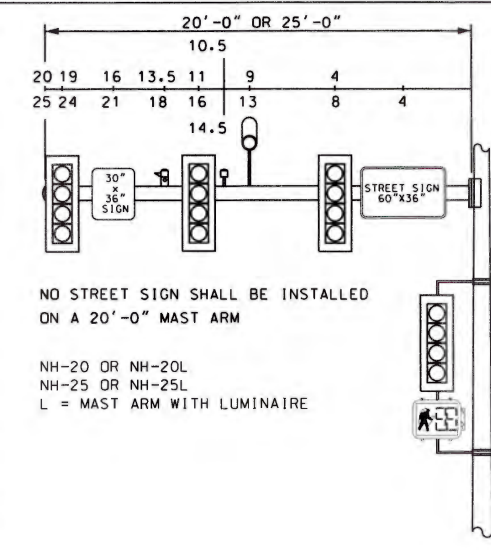 20'-0" OR 25'-0"
10.5
20 19 16 13.5 11 9 4
25 24 21 18 16 13 8 4
14.5
30"
x
36"
SIGN
STREET SIGN
60"X36"
NO STREET SIGN SHALL BE INSTALLED
ON A 20'-0" MAST ARM
NH-20 OR NH-20L
NH-25 OR NH-25L
L = MAST ARM WITH LUMINAIRE